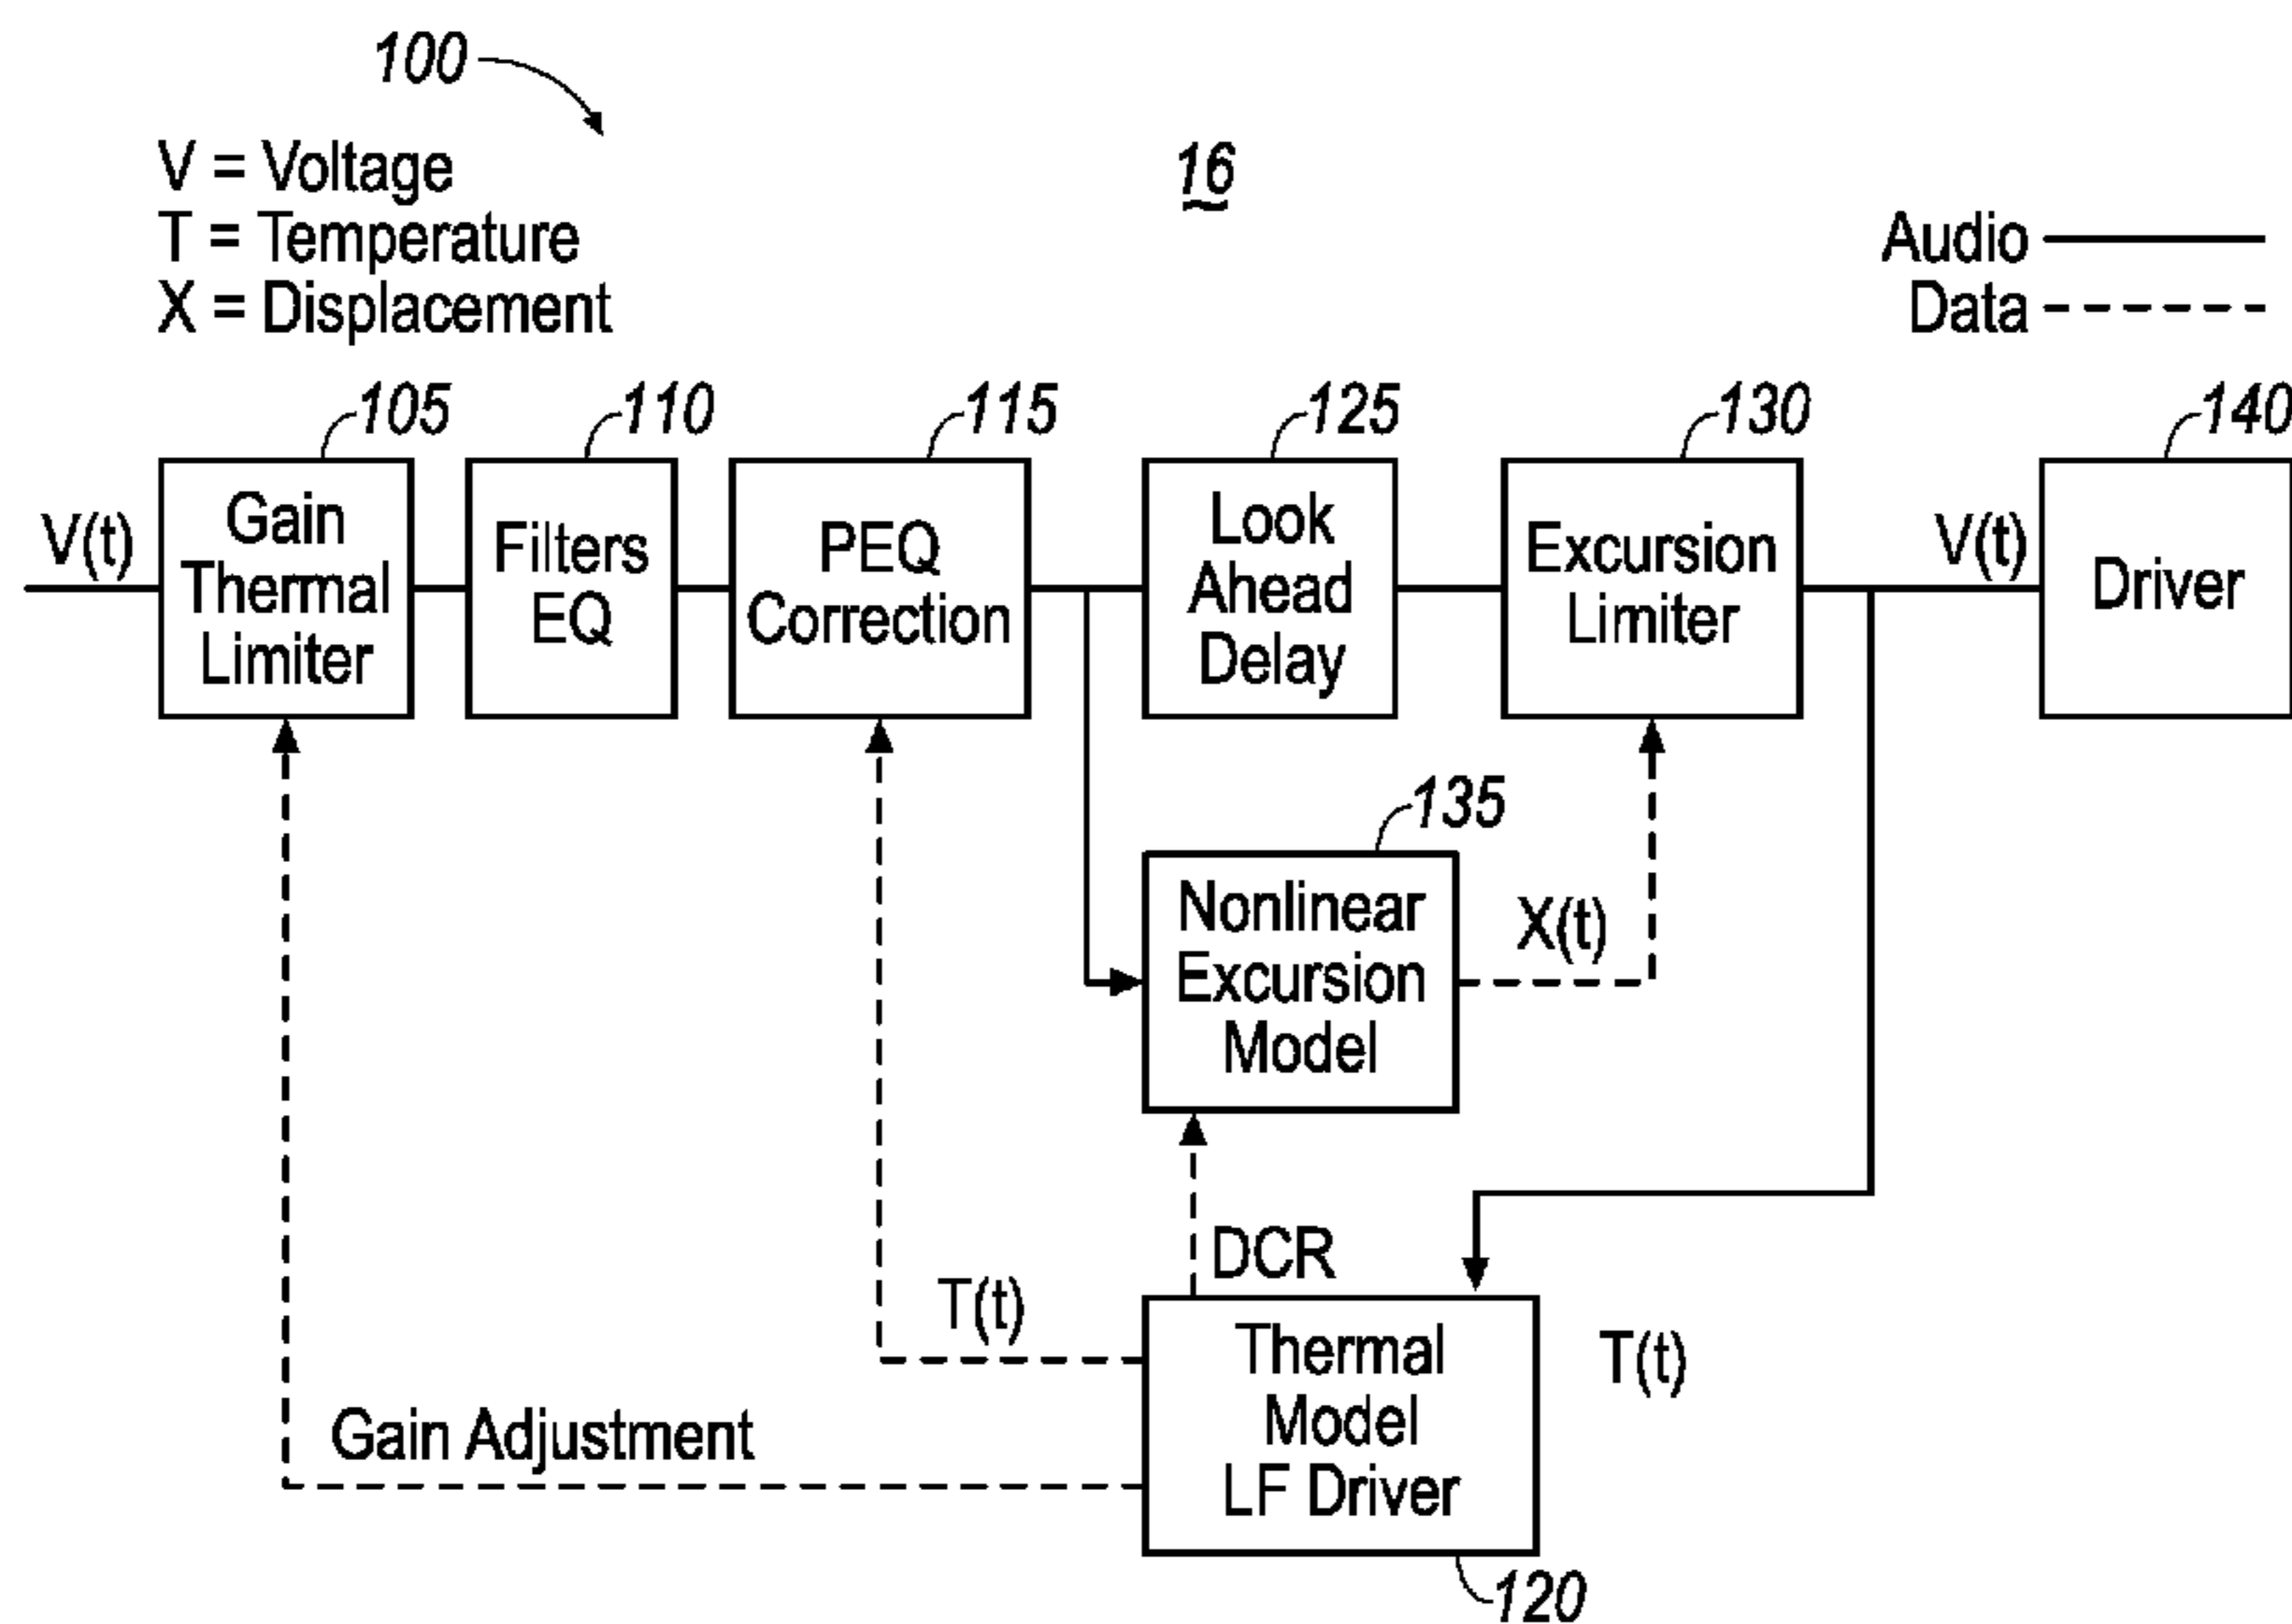 100
V = Voltage
T = Temperature
X = Displacement
16
Audio
Data
105
110
115
125
130
140
V(t)
Gain
Thermal
Limiter
Filters
EQ
PEQ
Correction
Look
Ahead
Delay
Excursion
Limiter
V(t)
Driver
135
Nonlinear
Excursion
Model
X(t)
DCR
T(t)
Thermal
Model
LF Driver
T(t)
Gain Adjustment
120